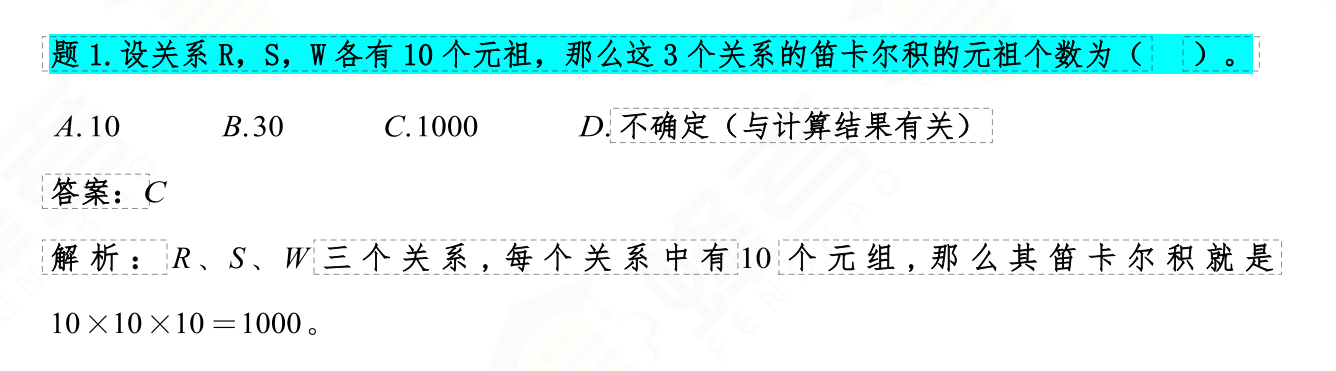 题 1.设关系 R，S，W 各有 10 个元祖，那么这 3 个关系的笛卡尔积的元祖个数为（ ）。
A.10 B.30 C.1000 D.不确定（与计算结果有关）
答案：C
解析：R、S、W 三个关系,每个关系中有 10 个元组,那么其笛卡尔积就是
10×10×10＝1000。